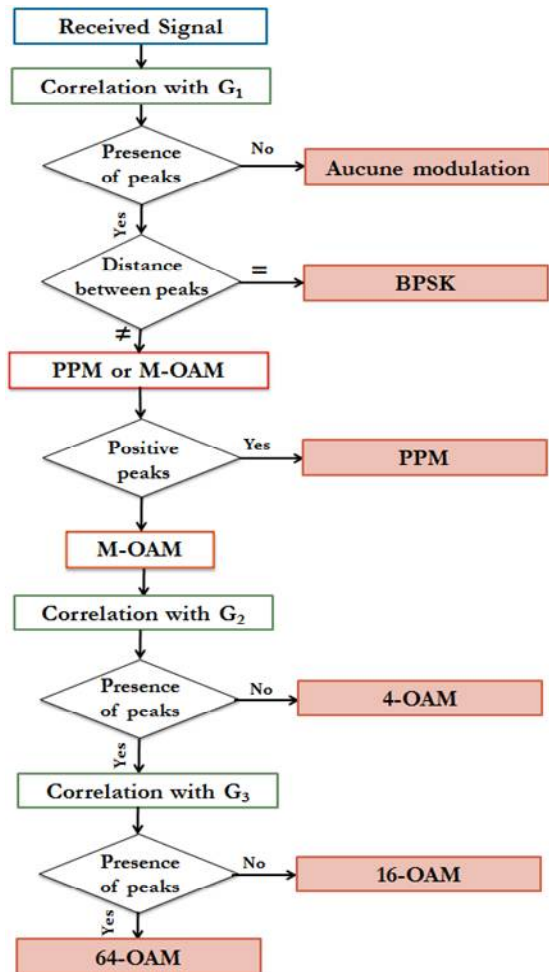 Received Signal
Correlation with G₁
Presence
of peaks
No
Aucune modulation
Yes
Distance
between peaks
=
BPSK
≠
PPM or M-OAM
Positive
peaks
Yes
PPM
M-OAM
Correlation with G₂
Presence
of peaks
No
4-OAM
Yes
Correlation with G₃
Presence
of peaks
No
16-OAM
Yes
64-OAM